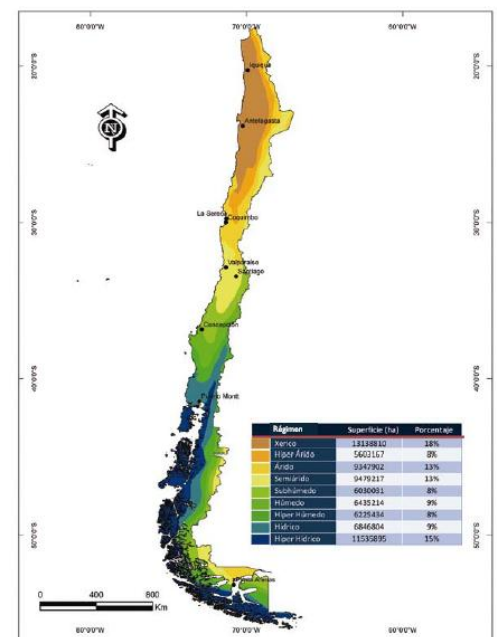 80°0'0"W 70°0'0"W 60°0'0"W
20°0'0"S 20°0'0"S
Iquique
N
Antofagasta
La Serena
Coquimbo
30°0'0"S 30°0'0"S
Valparaiso
Santiago
Concepción
40°0'0"S 40°0'0"S
Puerto Montt
Régimen Superficie (ha) Porcentaje
Xerico 13138810 18%
Hiper Árido 5603167 8%
Árido 9347902 13%
Semiárido 9479217 13%
Subhúmedo 6030031 8%
Húmedo 6435214 9%
Hiper Húmedo 6225434 8%
Hídrico 6846804 9%
Hiper Hídrico 11535895 15%
50°0'0"S 50°0'0"S
Punta Arenas
0 400 800
Km
80°0'0"W 70°0'0"W 60°0'0"W